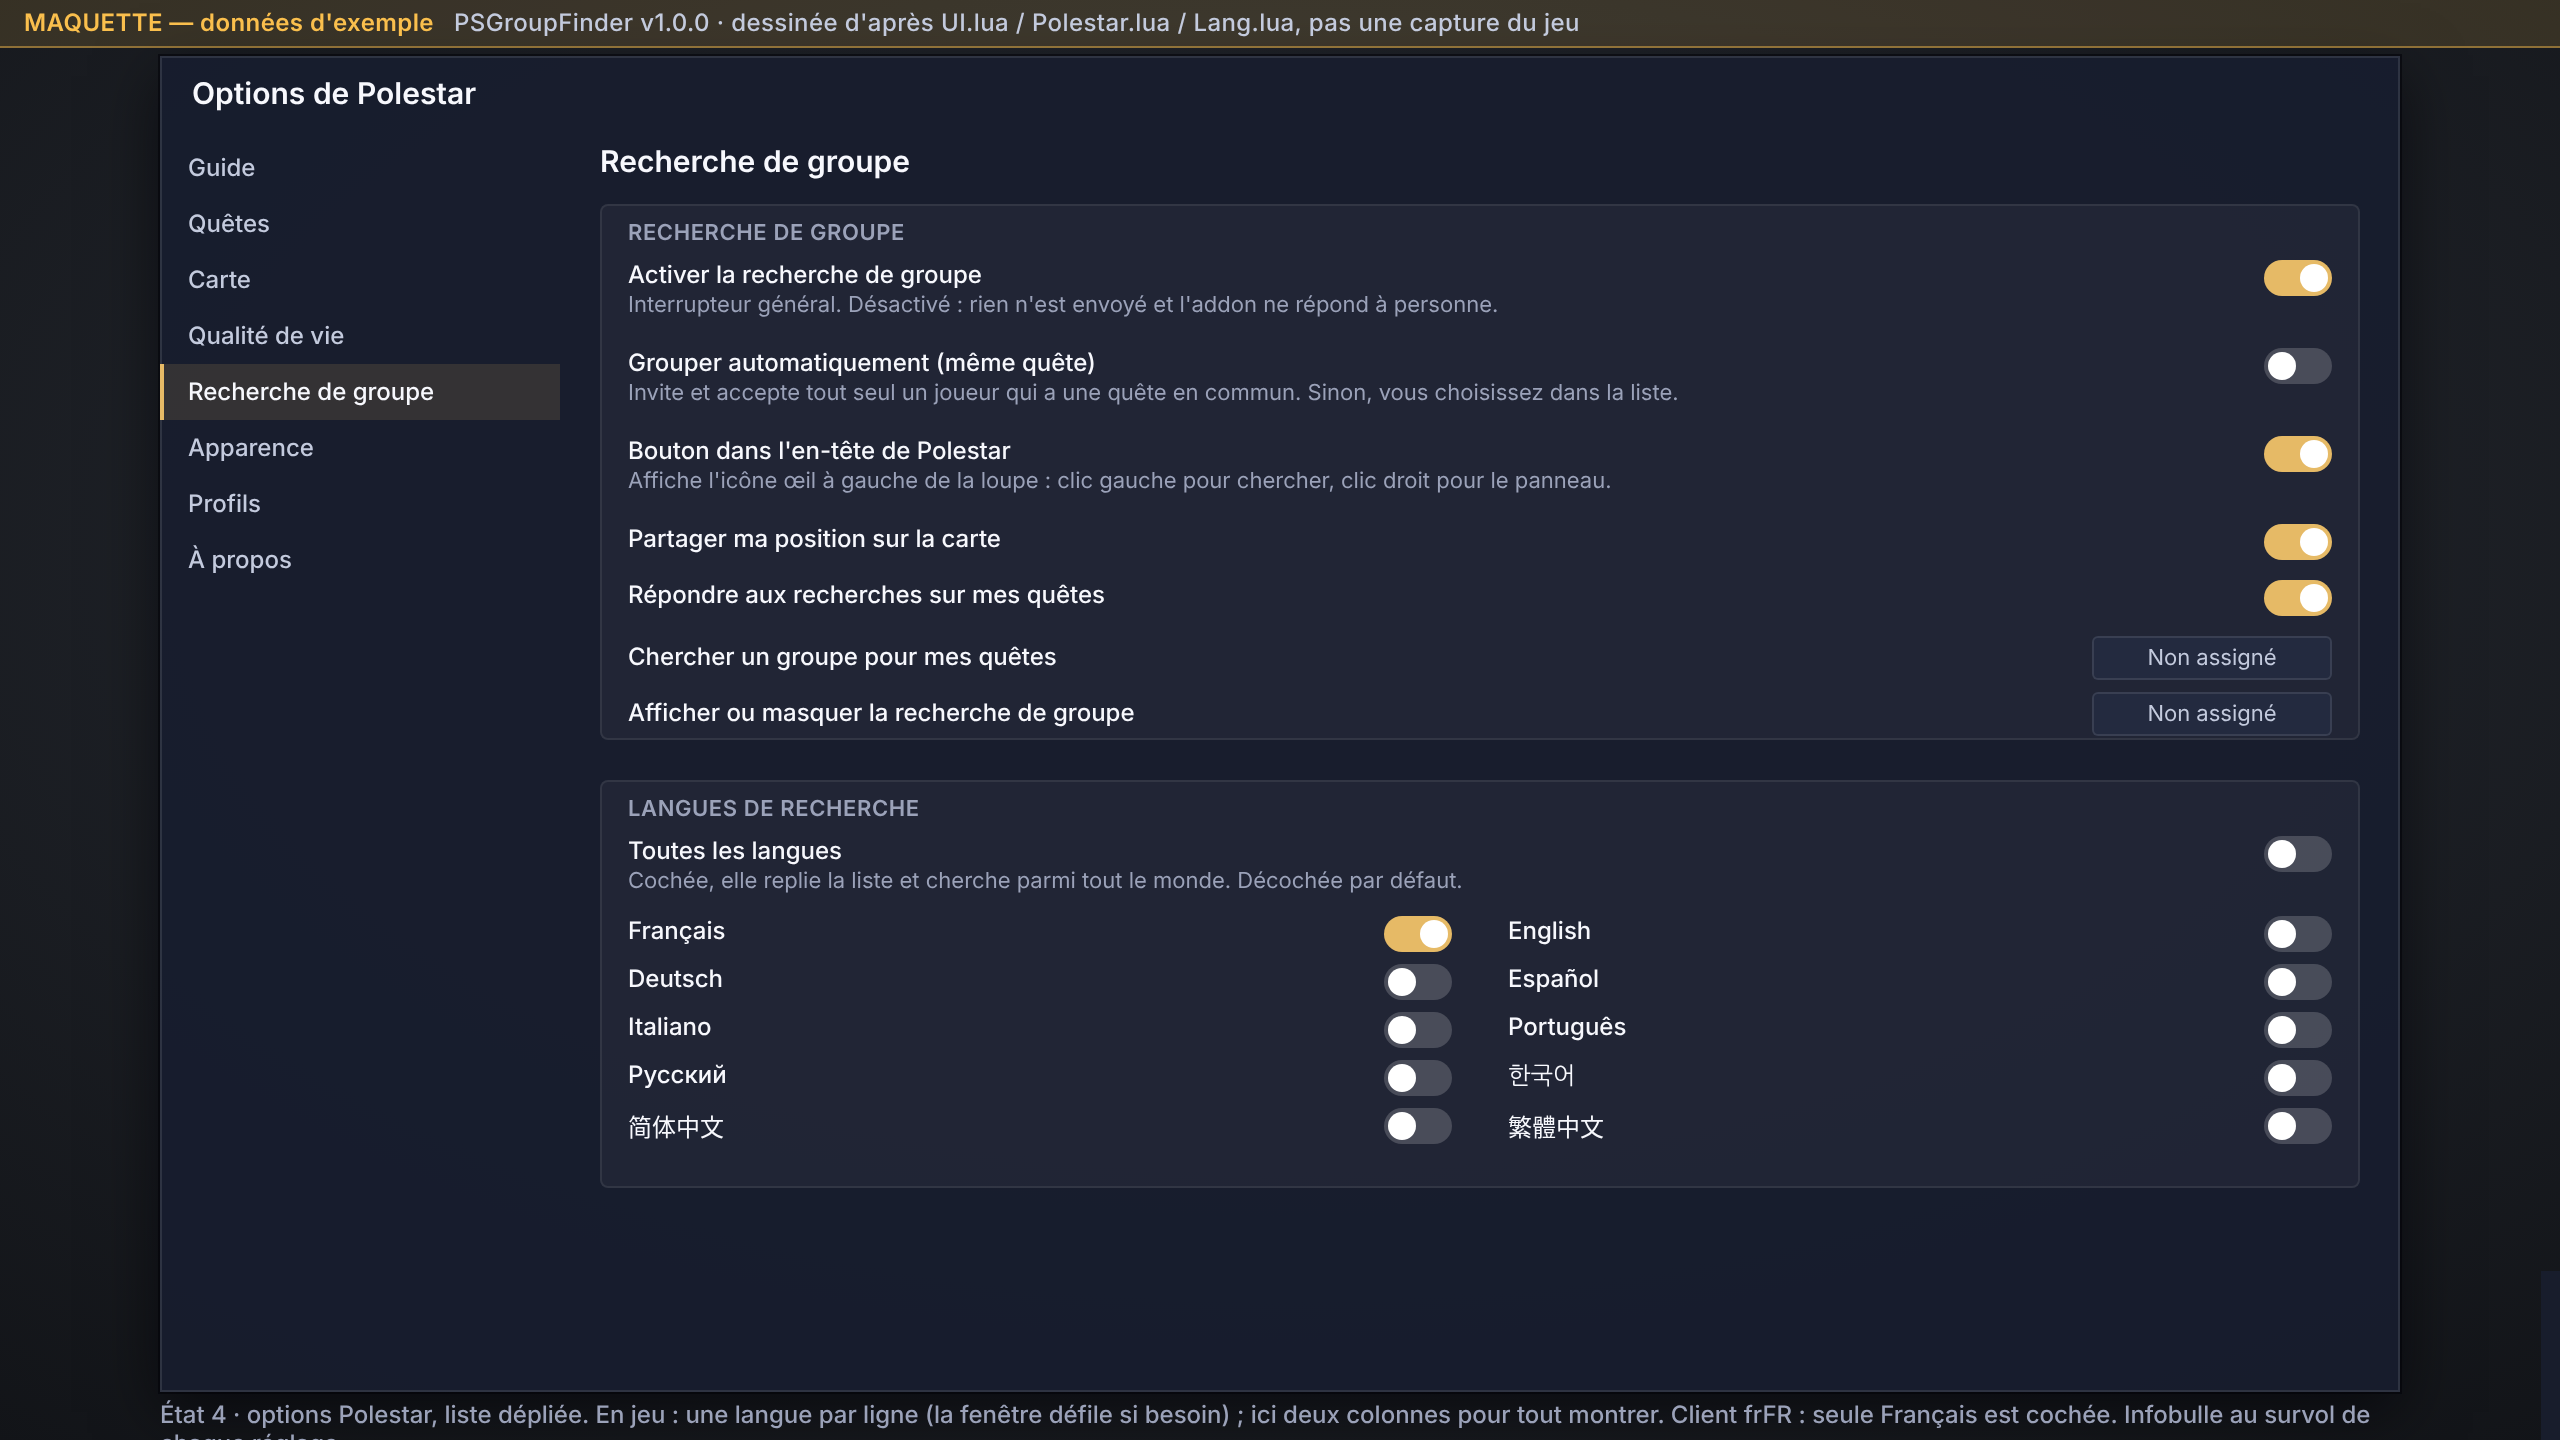 MAQUETTE — données d'exemple PSGroupFinder v1.0.0 · dessinée d'après UI.lua / Polestar.lua / Lang.lua, pas une capture du jeu
Options de Polestar
Guide
Quêtes
Carte
Qualité de vie
Recherche de groupe
Apparence
Profils
À propos
Recherche de groupe
RECHERCHE DE GROUPE
Activer la recherche de groupe
Interrupteur général. Désactivé : rien n'est envoyé et l'addon ne répond à personne.
Grouper automatiquement (même quête)
Invite et accepte tout seul un joueur qui a une quête en commun. Sinon, vous choisissez dans la liste.
Bouton dans l'en-tête de Polestar
Affiche l'icône œil à gauche de la loupe : clic gauche pour chercher, clic droit pour le panneau.
Partager ma position sur la carte
Répondre aux recherches sur mes quêtes
Chercher un groupe pour mes quêtes Non assigné
Afficher ou masquer la recherche de groupe Non assigné
LANGUES DE RECHERCHE
Toutes les langues
Cochée, elle replie la liste et cherche parmi tout le monde. Décochée par défaut.
Français English
Deutsch Español
Italiano Português
Русский 한국어
简体中文 繁體中文
État 4 · options Polestar, liste dépliée. En jeu : une langue par ligne (la fenêtre défile si besoin) ; ici deux colonnes pour tout montrer. Client frFR : seule Français est cochée. Infobulle au survol de